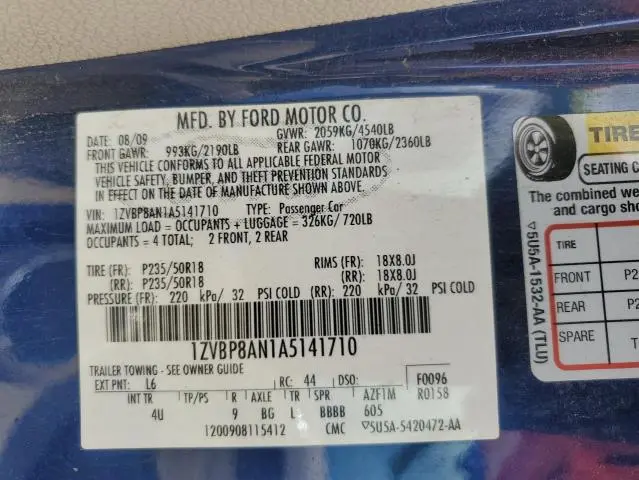 MFD. BY FORD MOTOR CO.
DATE: 08/09 GVWR: 2059KG/4540LB
FRONT GAWR: 993KG/2190LB REAR GAWR: 1070KG/2360LB
THIS VEHICLE CONFORMS TO ALL APPLICABLE FEDERAL MOTOR
VEHICLE SAFETY, BUMPER, AND THEFT PREVENTION STANDARDS
IN EFFECT ON THE DATE OF MANUFACTURE SHOWN ABOVE.
VIN: 1ZVBP8AN1A5141710 TYPE: Passenger Car
MAXIMUM LOAD = OCCUPANTS + LUGGAGE = 326KG/720LB
OCCUPANTS = 4 TOTAL; 2 FRONT, 2 REAR
TIRE (FR): P235/50R18 RIMS (FR): 18X8.0J
(RR): P235/50R18 (RR): 18X8.0J
PRESSURE (FR): 220 kPa/ 32 PSI COLD (RR): 220 kPa/ 32 PSI COLD
1ZVBP8AN1A5141710
TRAILER TOWING - SEE OWNER GUIDE
EXT PNT: L6 RC: 44 DSO: F0096
INT TR TP/PS R AXLE TR SPR AZF1M R0158
4U 9 BG L BBBB 605
1200908115412 CMC ▽5U5A-5420472-AA
▽5U5A-1532-AA (TLU)
TIRE
SEATING
The combined
and cargo
TIRE
FRONT
REAR
SPARE